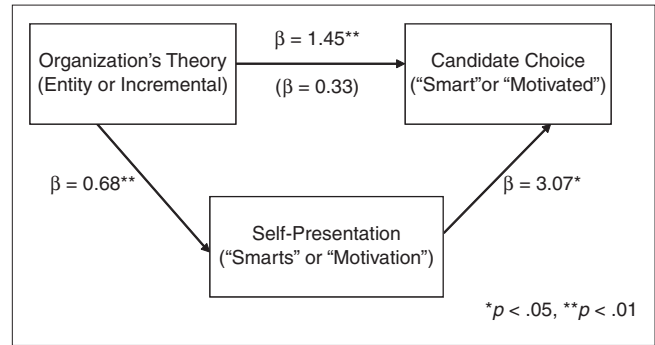 Organization’s Theory
(Entity or Incremental)
β = 1.45**
(β = 0.33)
Candidate Choice
(“Smart”or “Motivated”)
β = 0.68**
β = 3.07*
Self-Presentation
(“Smarts” or “Motivation”)
*p < .05, **p < .01